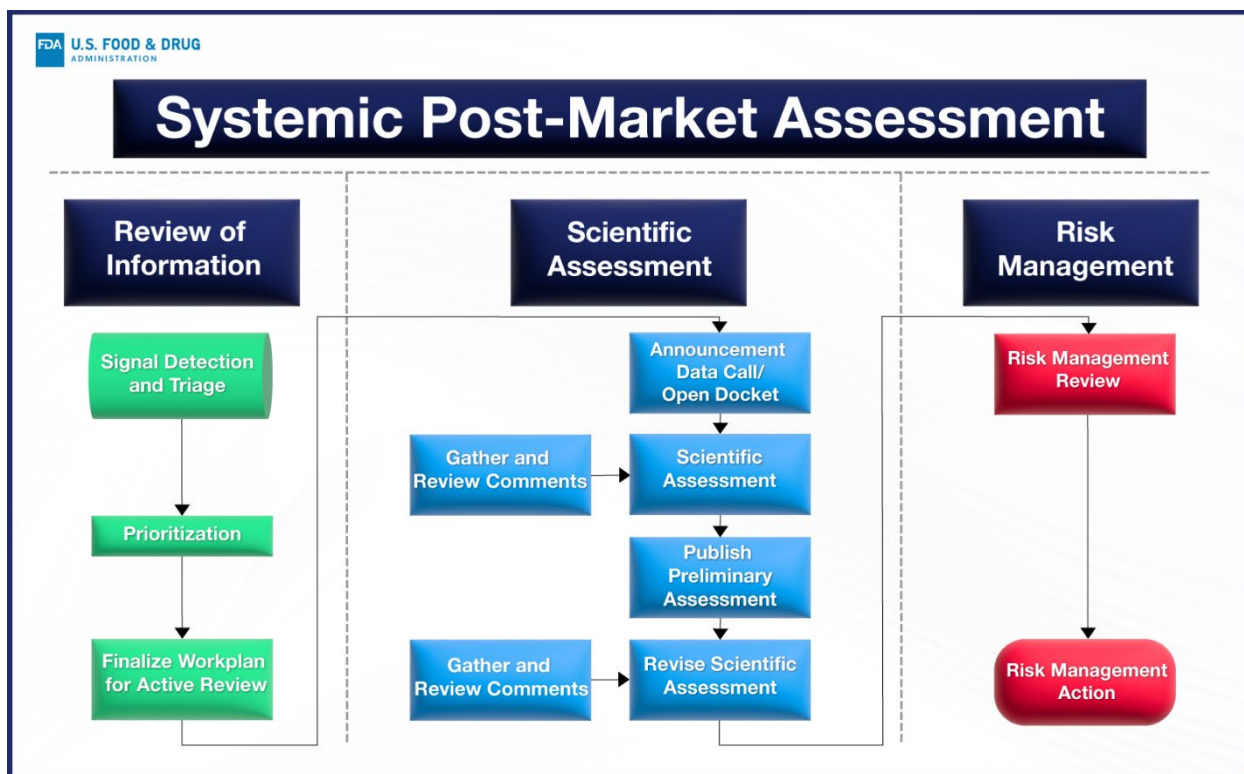 FDA U.S. FOOD & DRUG
ADMINISTRATION
Systemic Post-Market Assessment
Review of
Information
Signal Detection
and Triage
Prioritization
Finalize Workplan
for Active Review
Scientific
Assessment
Announcement
Data Call/
Open Docket
Gather and
Review Comments
Scientific
Assessment
Publish
Preliminary
Assessment
Gather and
Review Comments
Revise Scientific
Assessment
Risk
Management
Risk Management
Review
Risk Management
Action